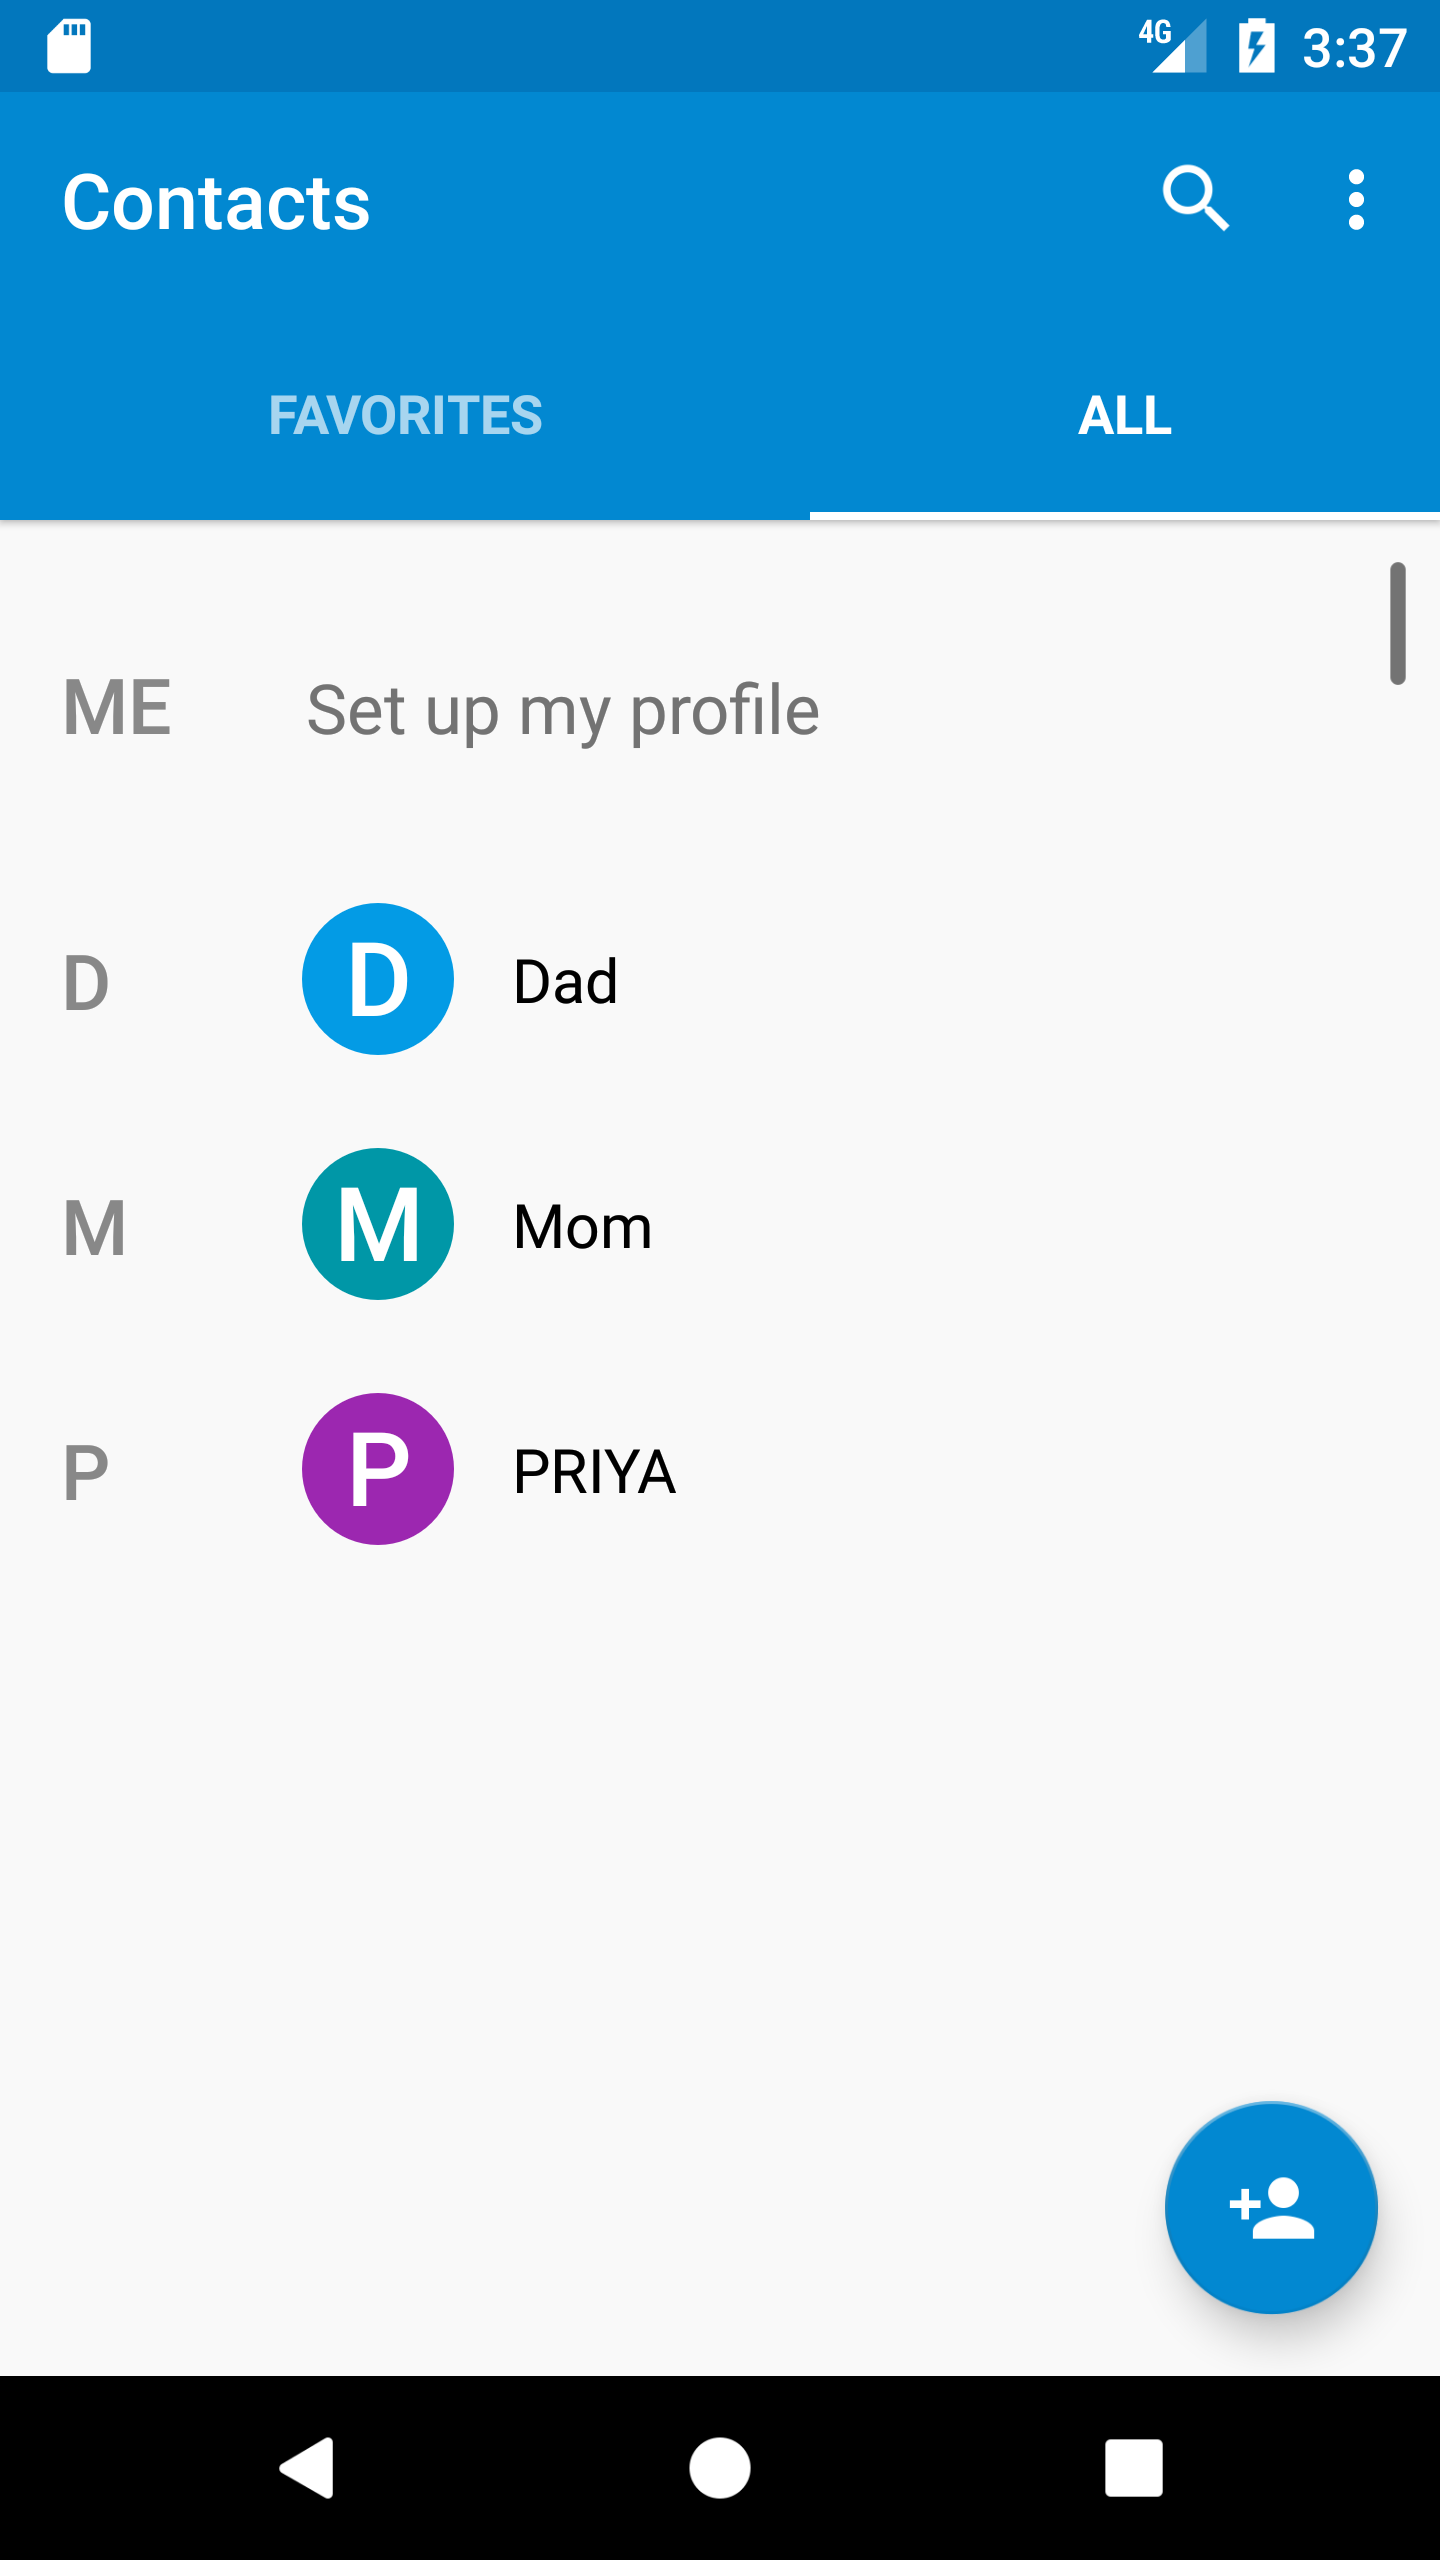 4G 3:37
Contacts
FAVORITES ALL
ME Set up my profile
D D Dad
M M Mom
P P PRIYA